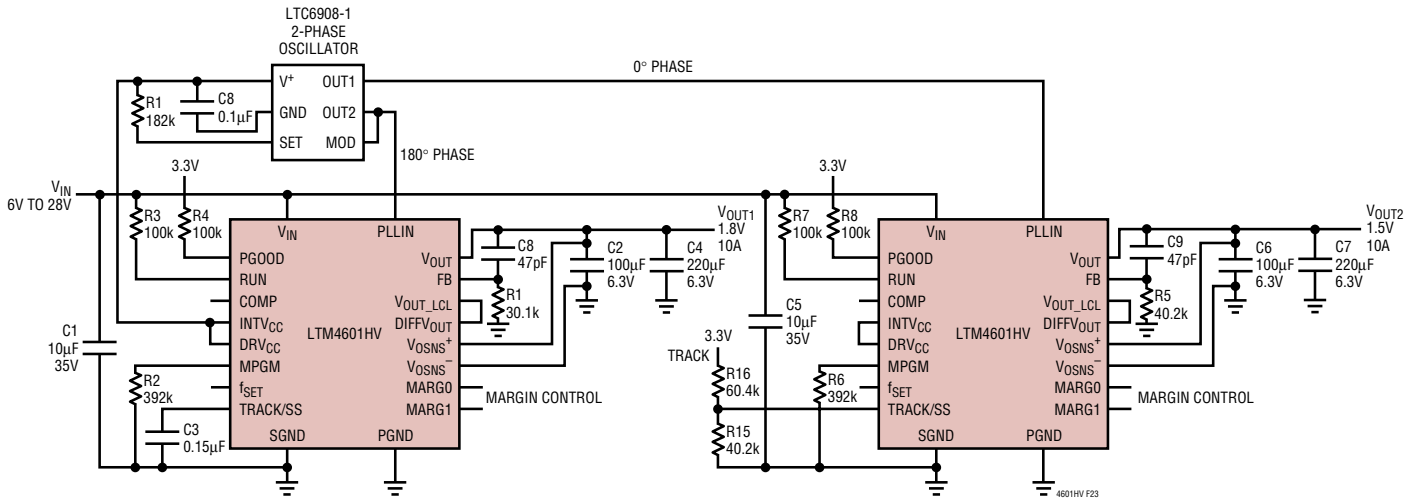 LTC6908-1
2-PHASE
OSCILLATOR
V+
OUT1
GND
OUT2
SET
MOD
R1
182k
C8
0.1µF
0° PHASE
180° PHASE
VIN
6V TO 28V
R3
100k
3.3V
R4
100k
VIN
PLLIN
PGOOD
RUN
COMP
INTVCC
DRVCC
MPGM
fSET
TRACK/SS
SGND
PGND
LTM4601HV
VOUT
FB
VOUT_LCL
DIFFVOUT
VOSNS+
VOSNS–
MARG0
MARG1
C1
10µF
35V
R2
392k
C3
0.15µF
C8
47pF
R1
30.1k
C2
100µF
6.3V
C4
220µF
6.3V
VOUT1
1.8V
10A
MARGIN CONTROL
C5
10µF
35V
R7
100k
3.3V
R8
100k
3.3V
TRACK
R16
60.4k
R15
40.2k
R6
392k
VIN
PLLIN
PGOOD
RUN
COMP
INTVCC
DRVCC
MPGM
fSET
TRACK/SS
SGND
PGND
LTM4601HV
VOUT
FB
VOUT_LCL
DIFFVOUT
VOSNS+
VOSNS–
MARG0
MARG1
C9
47pF
R5
40.2k
C6
100µF
6.3V
C7
220µF
6.3V
VOUT2
1.5V
10A
MARGIN CONTROL
4601HV F23